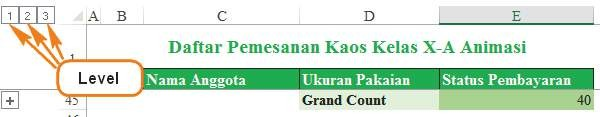 1 2 3 A B C D E
1 Daftar Pemesanan Kaos Kelas X-A Animasi
Level Nama Anggota Ukuran Pakaian Status Pembayaran
+ 45 Grand Count 40